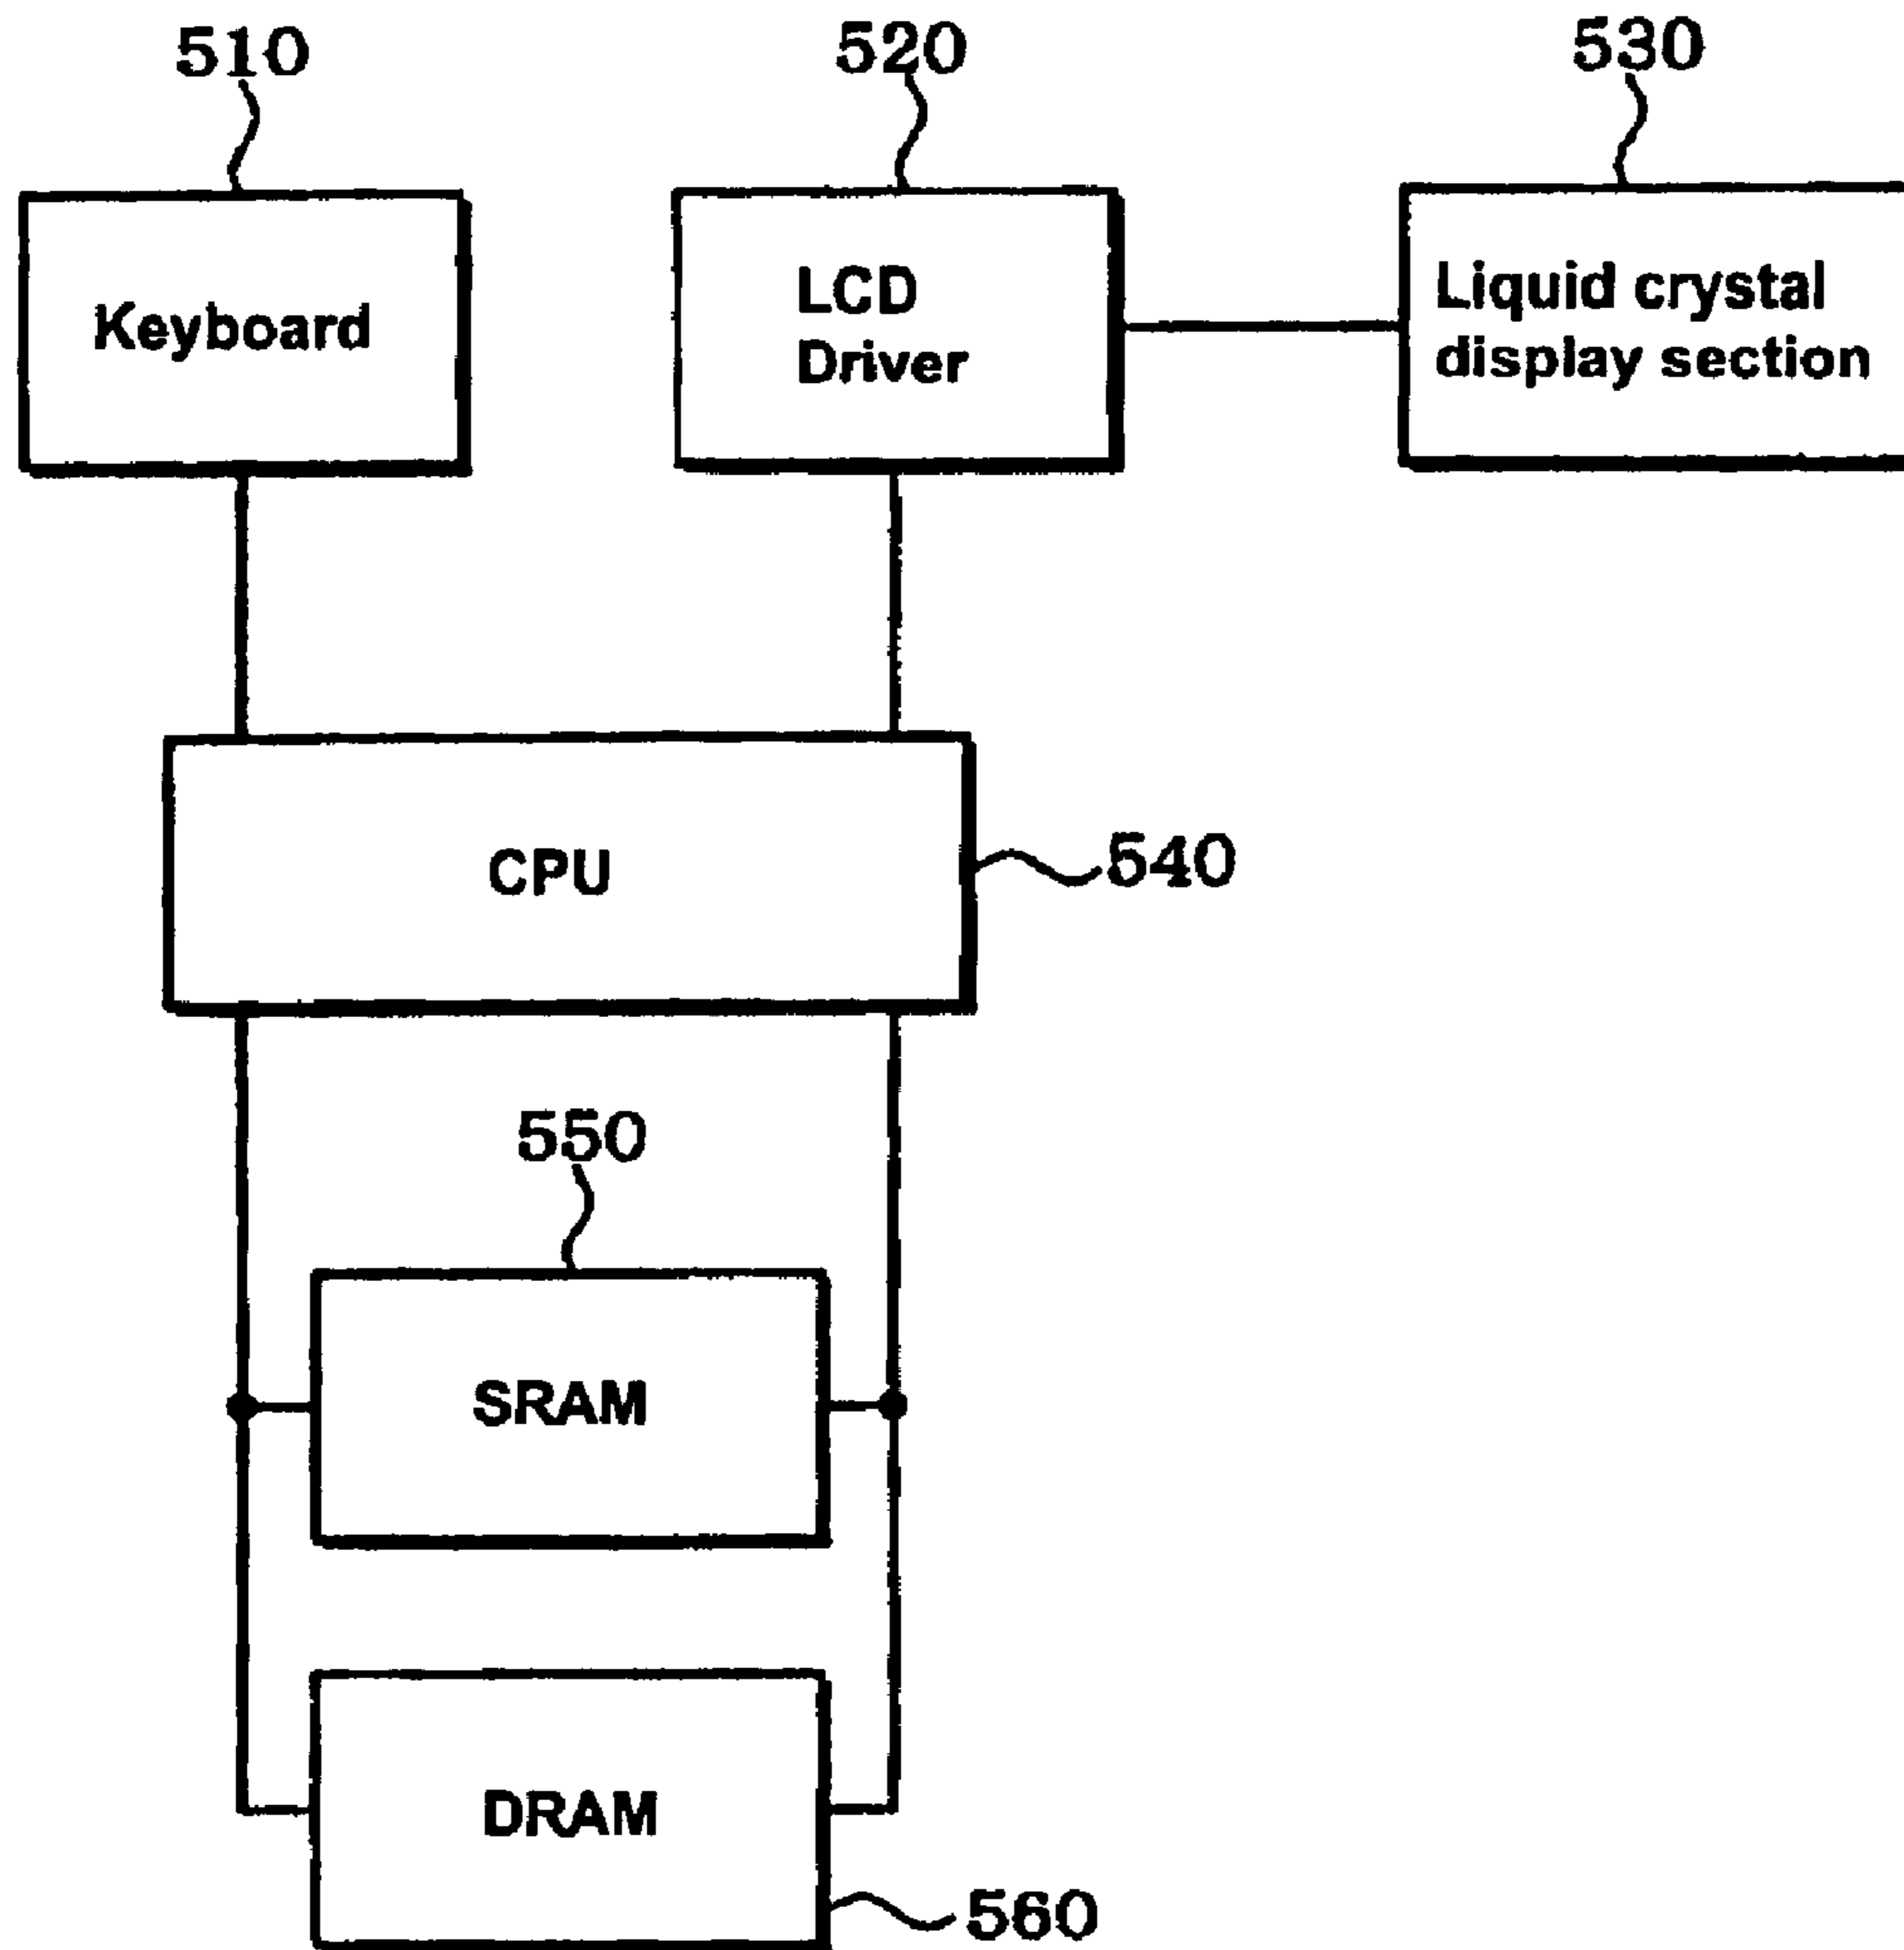 510
520
530
Keyboard
LCD
Driver
Liquid crystal
display section
CPU
540
550
SRAM
DRAM
560